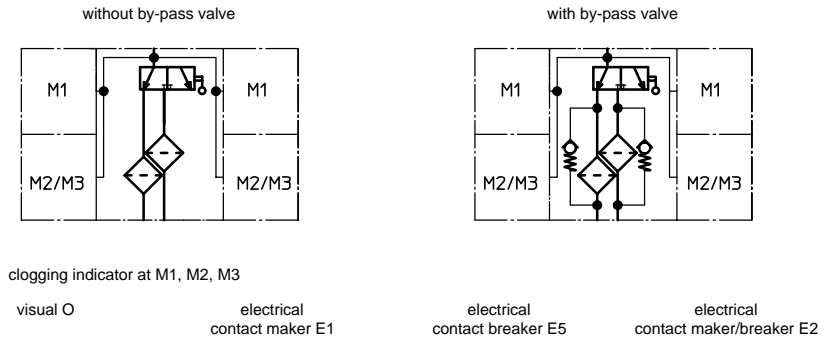 without by-pass valve
with by-pass valve
M1
M1
M1
M1
M2/M3
M2/M3
M2/M3
M2/M3
clogging indicator at M1, M2, M3
visual O
electrical
contact maker E1
electrical
contact breaker E5
electrical
contact maker/breaker E2